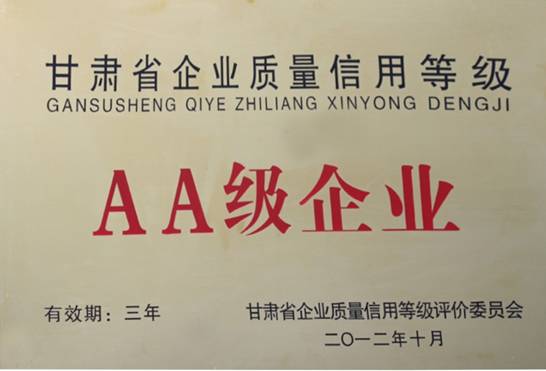 甘肃省企业质量信用等级
GANSUSHENG QIYE ZHILIANG XINYONG DENGJI
AA级企业
有效期：三年
甘肃省企业质量信用等级评价委员会
二〇一二年十月